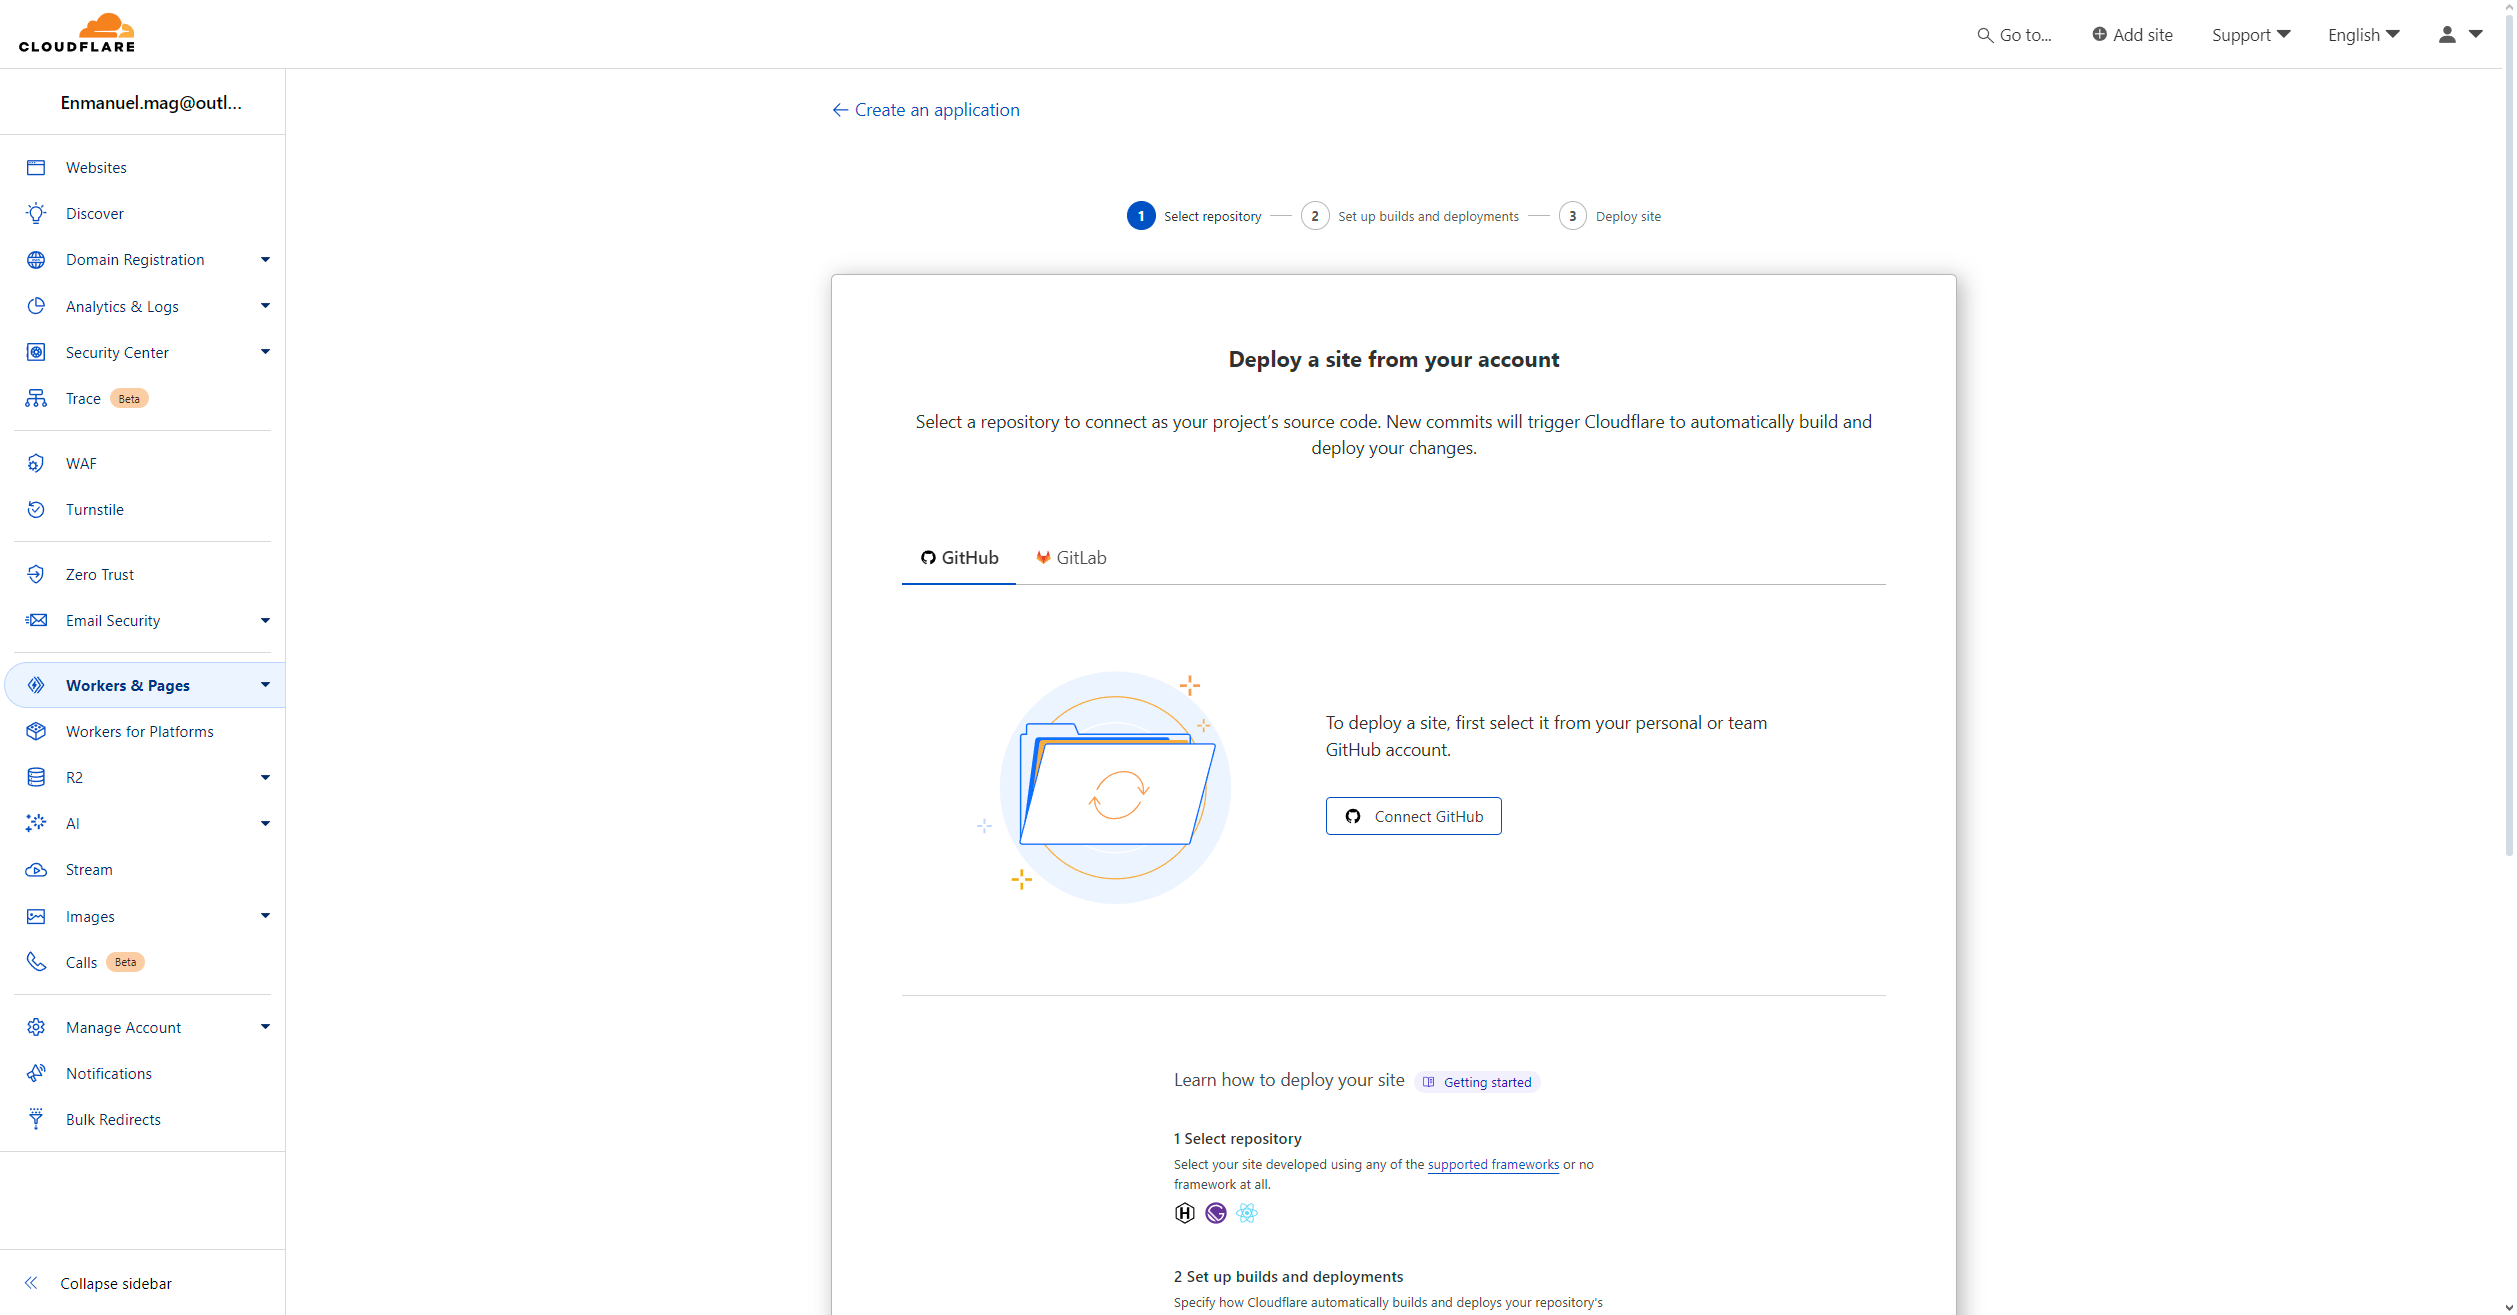 CLOUDFLARE
Go to...
Add site
Support
English
Enmanuel.mag@outl...
Websites
Discover
Domain Registration
Analytics & Logs
Security Center
Trace Beta
WAF
Turnstile
Zero Trust
Email Security
Workers & Pages
Workers for Platforms
R2
AI
Stream
Images
Calls Beta
Manage Account
Notifications
Bulk Redirects
Collapse sidebar
Create an application
1 Select repository
2 Set up builds and deployments
3 Deploy site
Deploy a site from your account
Select a repository to connect as your project’s source code. New commits will trigger Cloudflare to automatically build and
deploy your changes.
GitHub
GitLab
To deploy a site, first select it from your personal or team
GitHub account.
Connect GitHub
Learn how to deploy your site Getting started
1 Select repository
Select your site developed using any of the supported frameworks or no
framework at all.
2 Set up builds and deployments
Specify how Cloudflare automatically builds and deploys your repository's